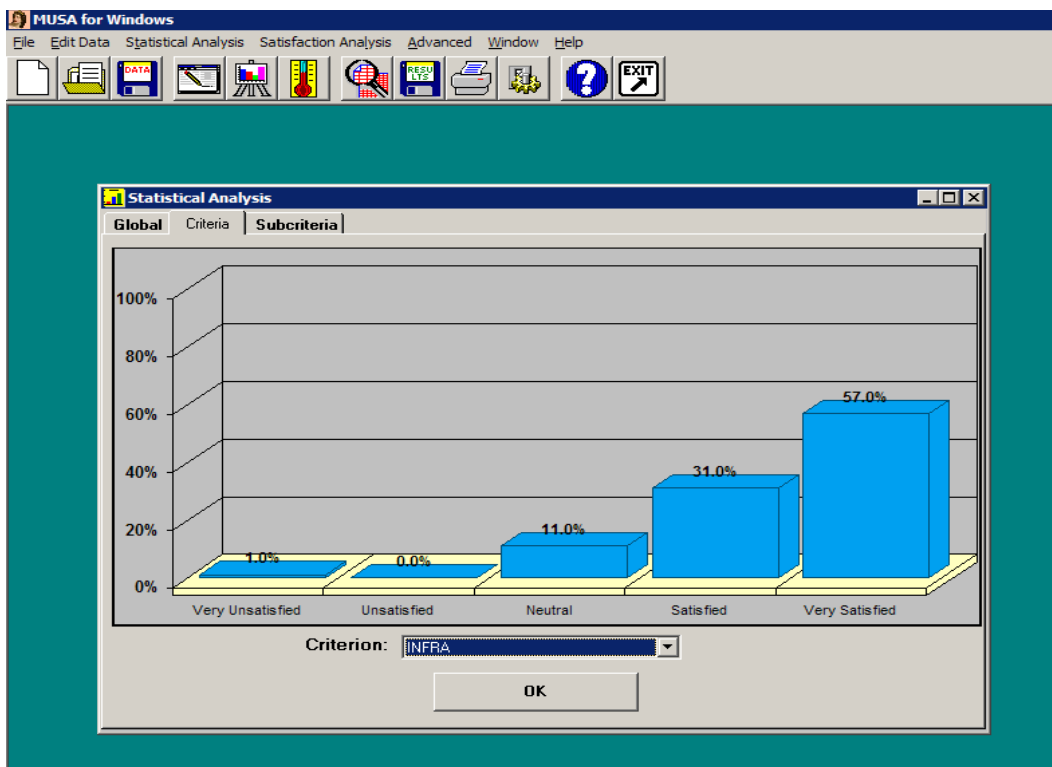 MUSA for Windows
File Edit Data Statistical Analysis Satisfaction Analysis Advanced Window Help
DATA
RESU
LTS
?
EXIT
Statistical Analysis
Global Criteria Subcriteria
100%
80%
60%
40%
20%
0%
1.0%
0.0%
11.0%
31.0%
57.0%
Very Unsatisfied Unsatisfied Neutral Satisfied Very Satisfied
Criterion: INFRA
OK